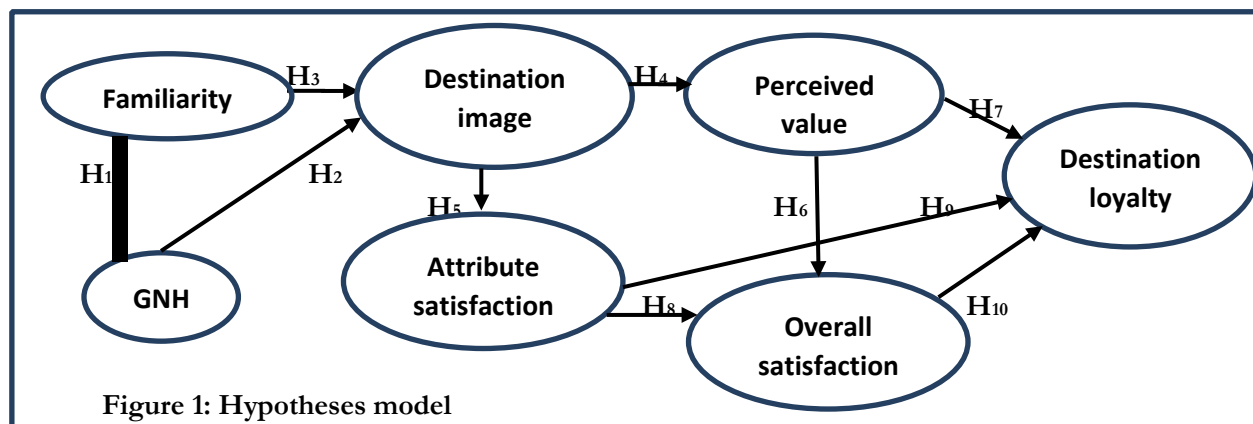 Familiarity
H3
Destination
image
H4
Perceived
value
H7
Destination
loyalty
H1
H2
H5
H6
H9
GNH
Attribute
satisfaction
H8
Overall
satisfaction
H10
Figure 1: Hypotheses model